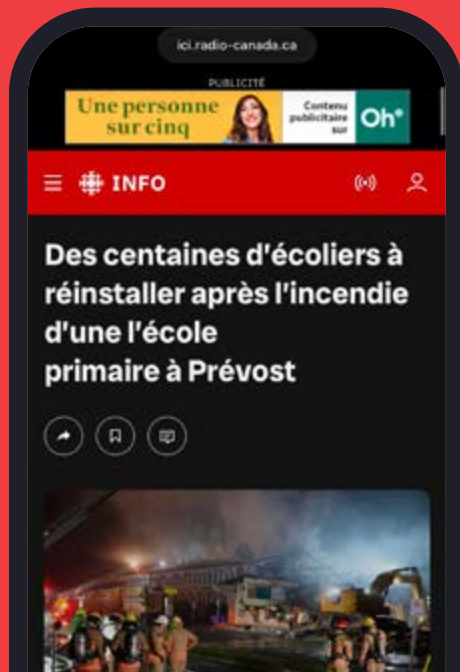 ici.radio-canada.ca
PUBLICITÉ
Une personne
sur cinq
Contenu
publicitaire
sur
Oh*
INFO
Des centaines d'écoliers à
réinstaller après l'incendie
d'une l'école
primaire à Prévost